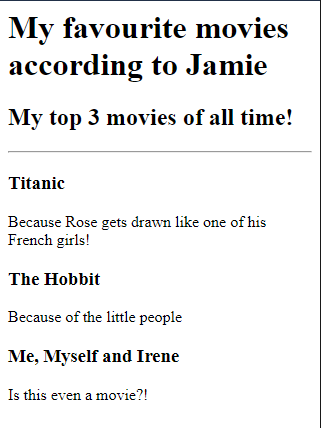 My favourite movies
according to Jamie
My top 3 movies of all time!
Titanic
Because Rose gets drawn like one of his
French girls!
The Hobbit
Because of the little people
Me, Myself and Irene
Is this even a movie?!